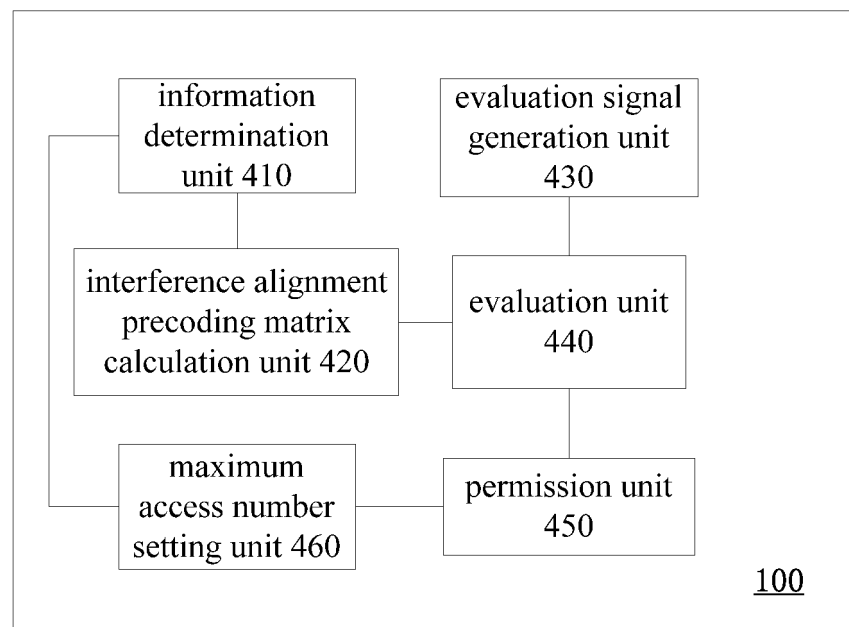 information
determination
unit 410
evaluation signal
generation unit
430
interference alignment
precoding matrix
calculation unit 420
evaluation unit
440
maximum
access number
setting unit 460
permission unit
450
100